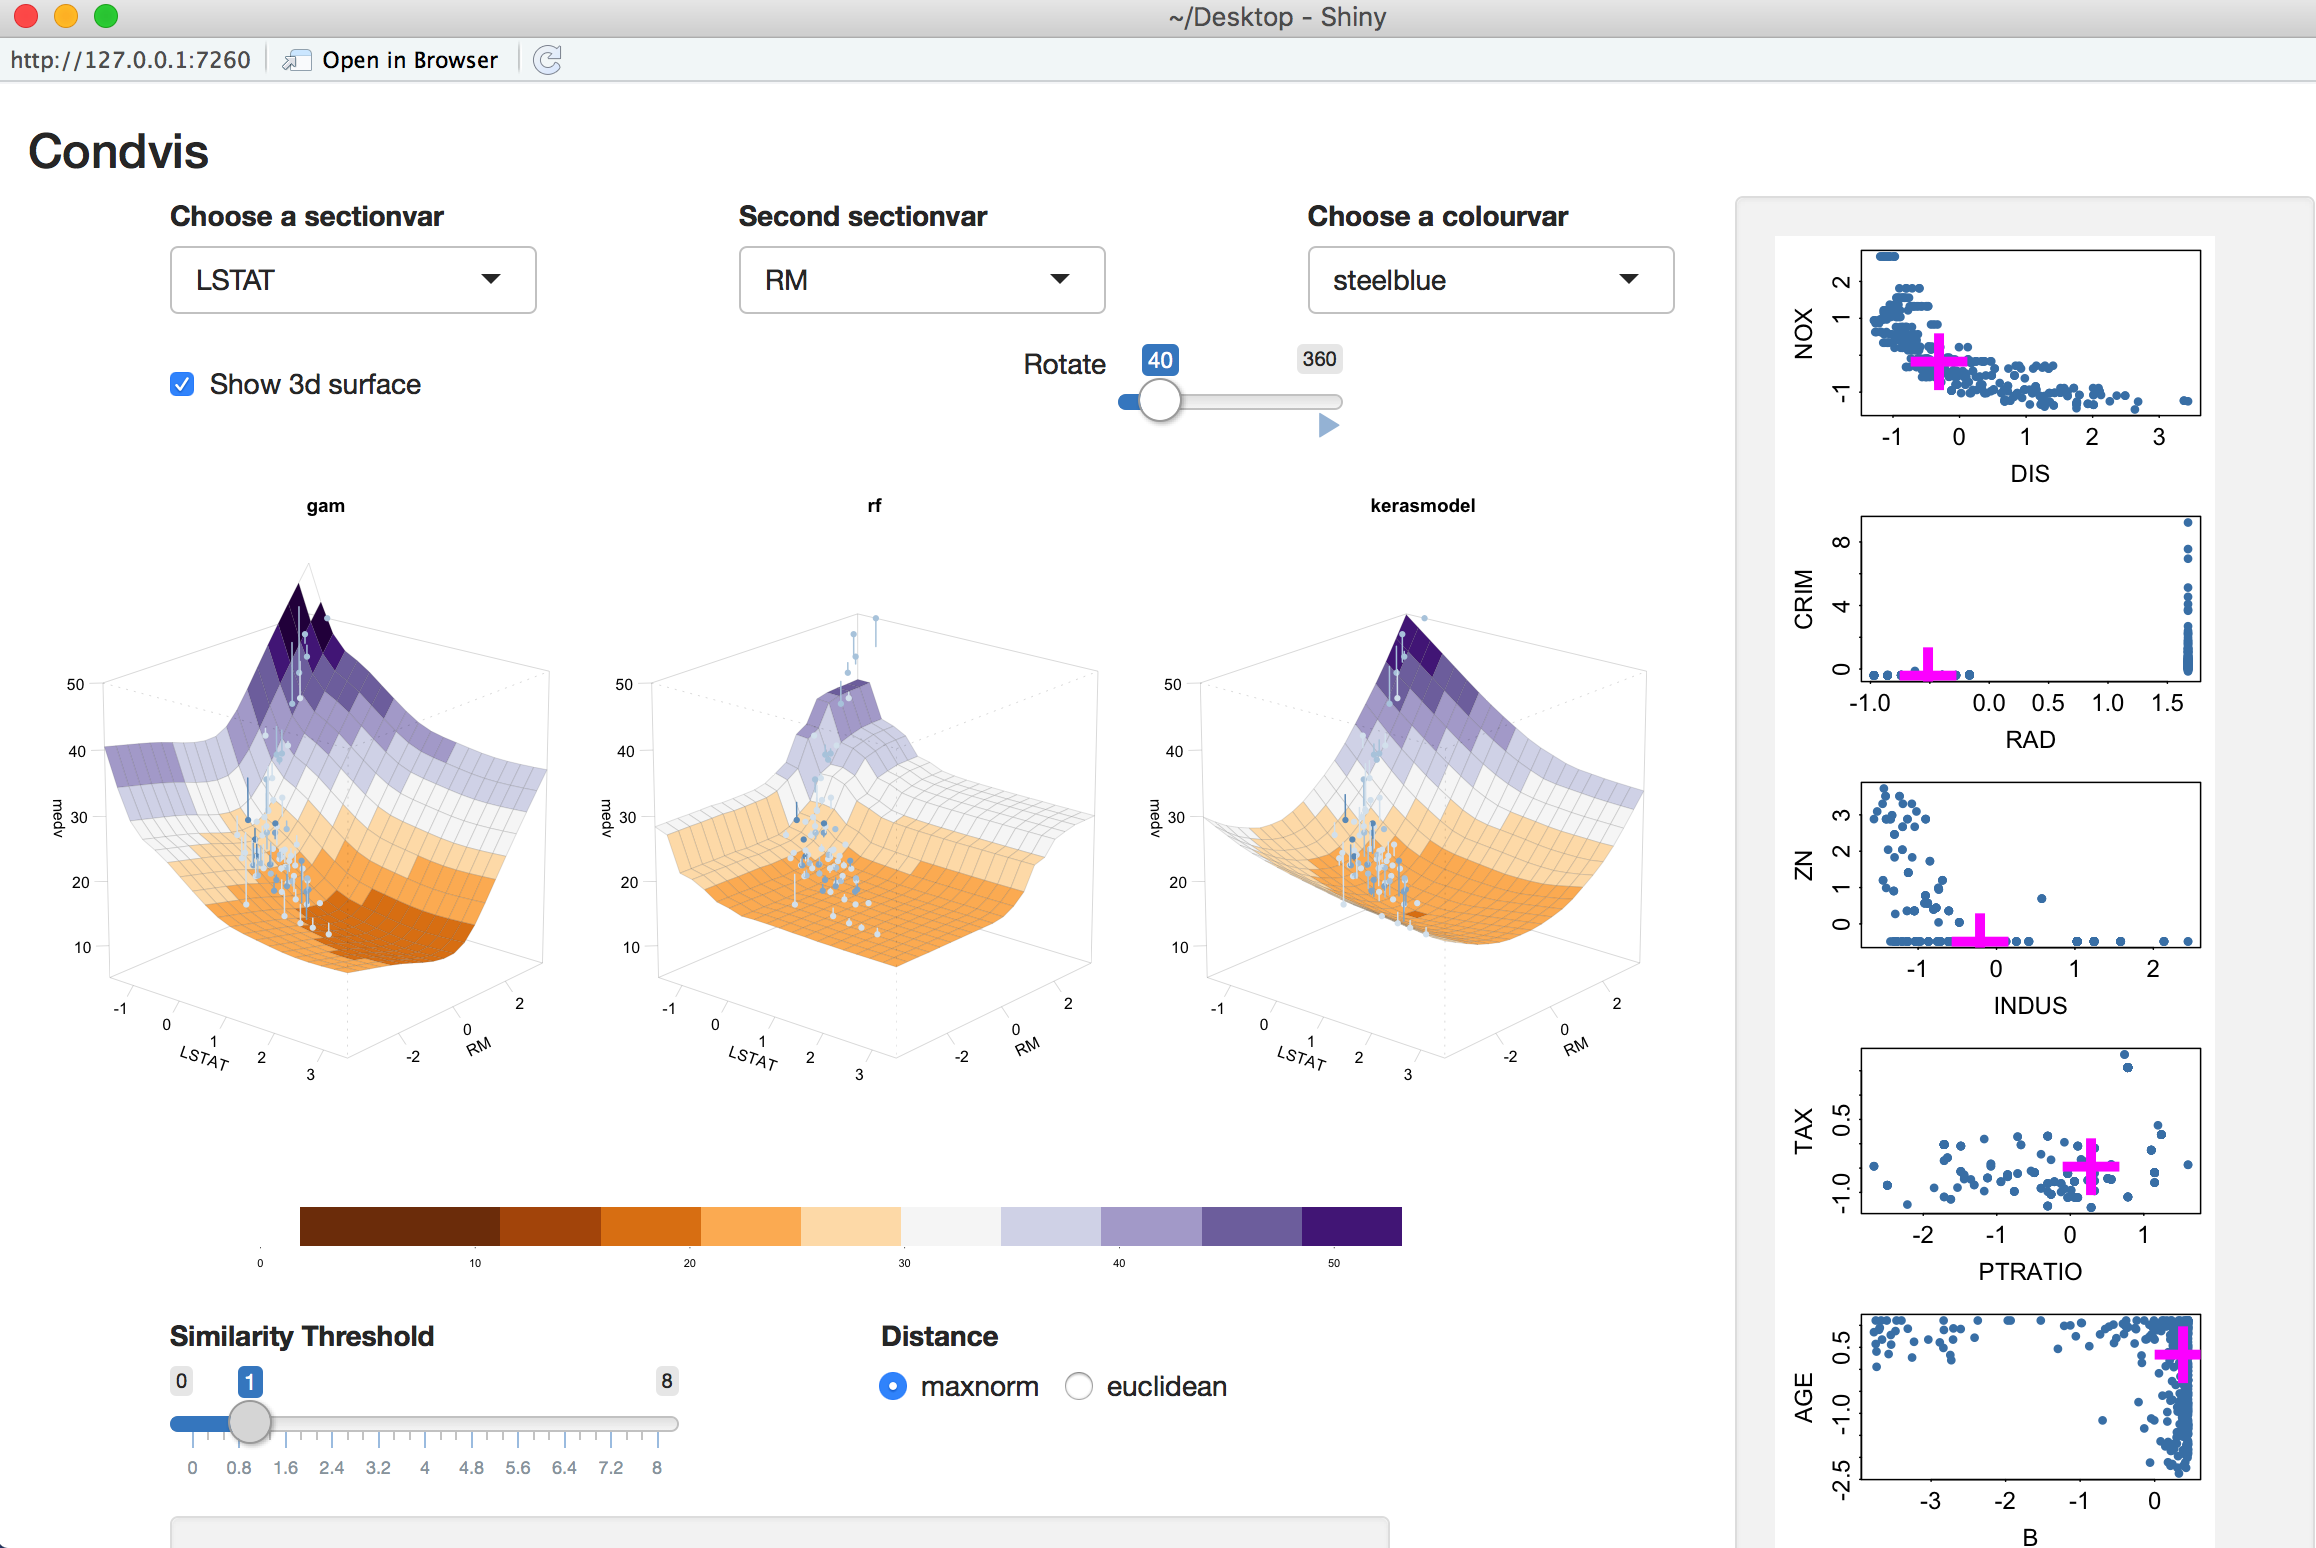 ~/Desktop - Shiny
http://127.0.0.1:7260 Open in Browser
Condvis
Choose a sectionvar Second sectionvar Choose a colourvar
LSTAT RM steelblue
Show 3d surface
Rotate 40 360
gam rf kerasmodel
50 40 30 20 10
medv
-1 0 1 2 3
LSTAT
-2 0 2
RM
50 40 30 20 10
medv
-1 0 1 2 3
LSTAT
-2 0 2
RM
50 40 30 20 10
medv
-1 0 1 2 3
LSTAT
-2 0 2
RM
0 10 20 30 40 50
Similarity Threshold
0 1 8
0 0.8 1.6 2.4 3.2 4 4.8 5.6 6.4 7.2 8
Distance
maxnorm euclidean
NOX
2 1 -1
-1 0 1 2 3
DIS
CRIM
8 4 0
-1.0 0.0 0.5 1.0 1.5
RAD
ZN
3 2 1 0
-1 0 1 2
INDUS
TAX
0.5 -1.0
-2 -1 0 1
PTRATIO
AGE
0.5 -1.0 -2.5
-3 -2 -1 0
B